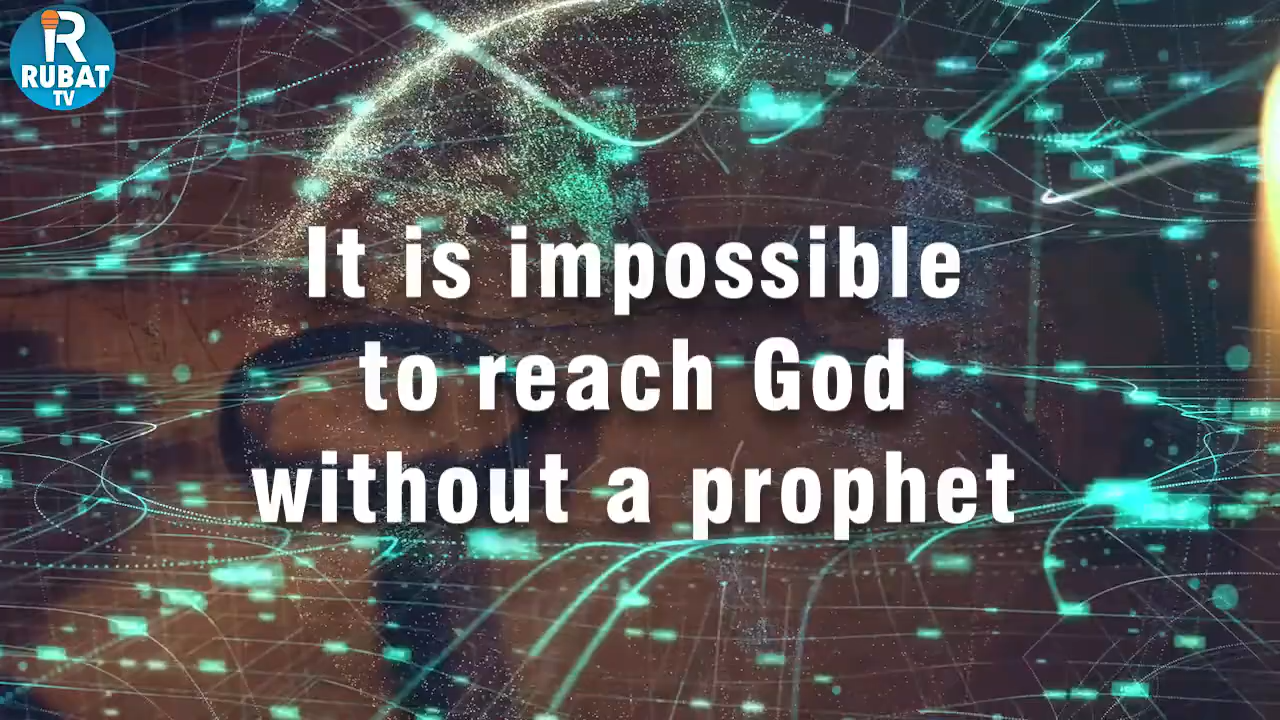 R
RUBAT
TV
It is impossible
to reach God
without a prophet